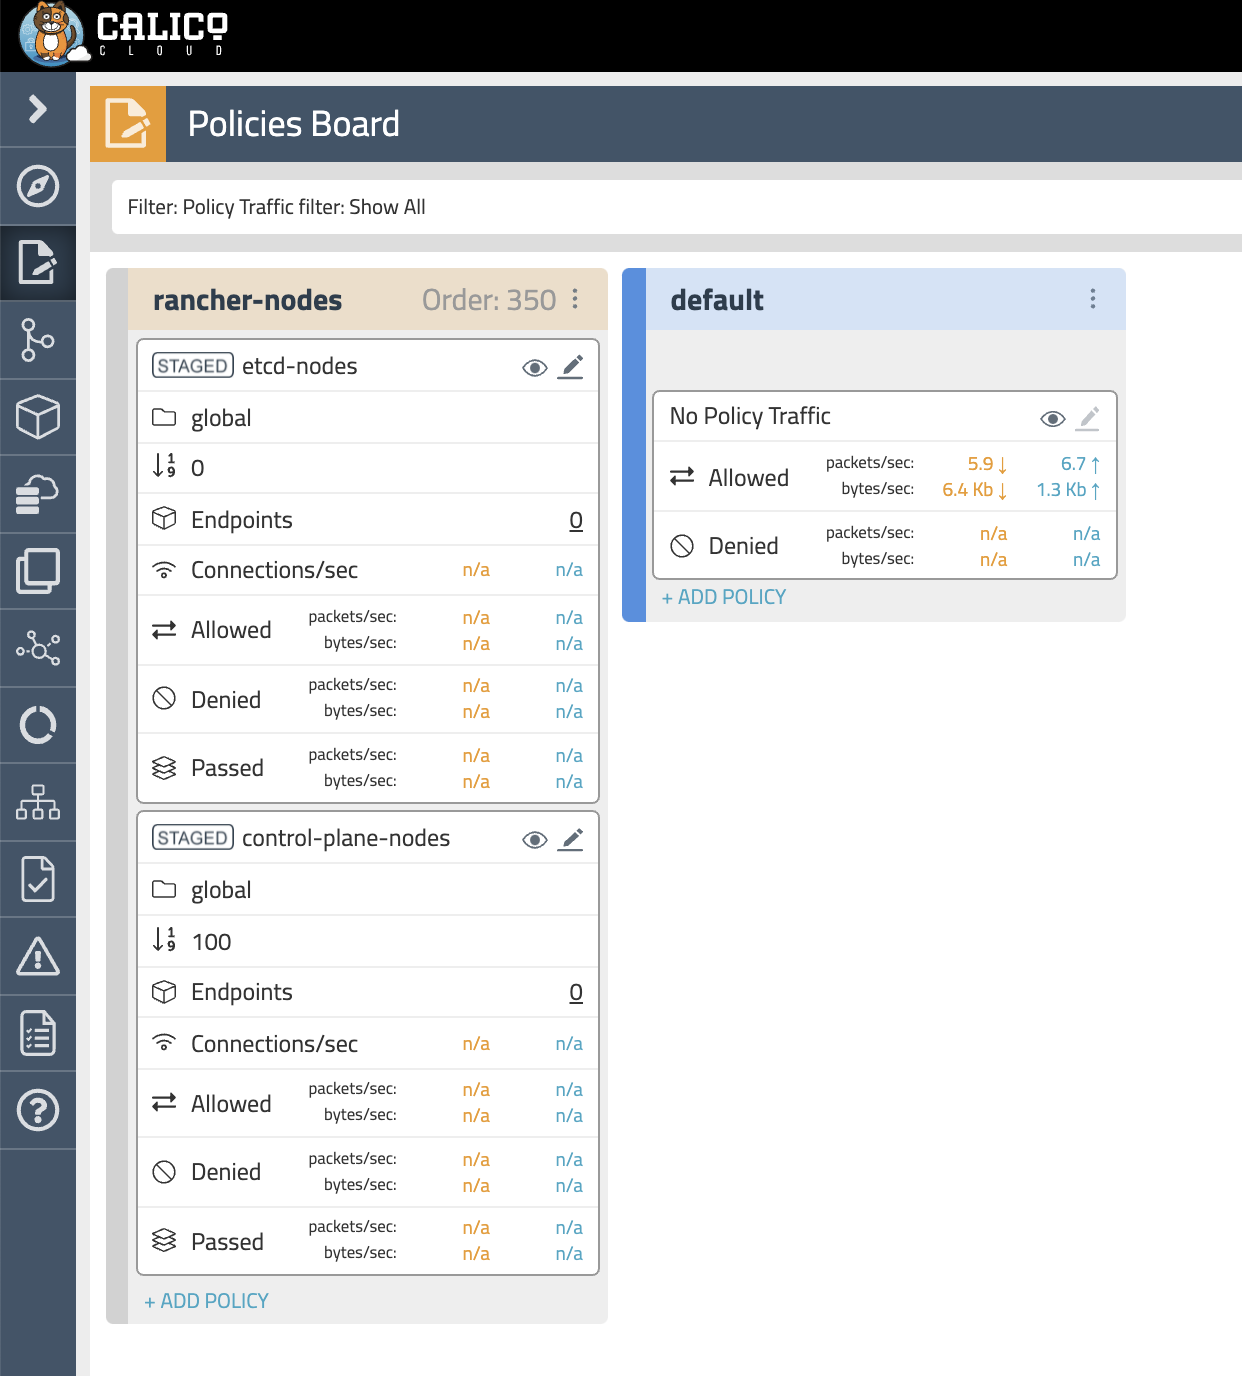 CALICO
CLOUD
Policies Board
Filter: Policy Traffic filter: Show All
rancher-nodes Order: 350
STAGED etcd-nodes
global
0
Endpoints 0
Connections/sec n/a n/a
Allowed packets/sec: n/a n/a
bytes/sec: n/a n/a
Denied packets/sec: n/a n/a
bytes/sec: n/a n/a
Passed packets/sec: n/a n/a
bytes/sec: n/a n/a
STAGED control-plane-nodes
global
100
Endpoints 0
Connections/sec n/a n/a
Allowed packets/sec: n/a n/a
bytes/sec: n/a n/a
Denied packets/sec: n/a n/a
bytes/sec: n/a n/a
Passed packets/sec: n/a n/a
bytes/sec: n/a n/a
+ ADD POLICY
default
No Policy Traffic
Allowed packets/sec: 5.9 ↓ 6.7 ↑
bytes/sec: 6.4 Kb ↓ 1.3 Kb ↑
Denied packets/sec: n/a n/a
bytes/sec: n/a n/a
+ ADD POLICY